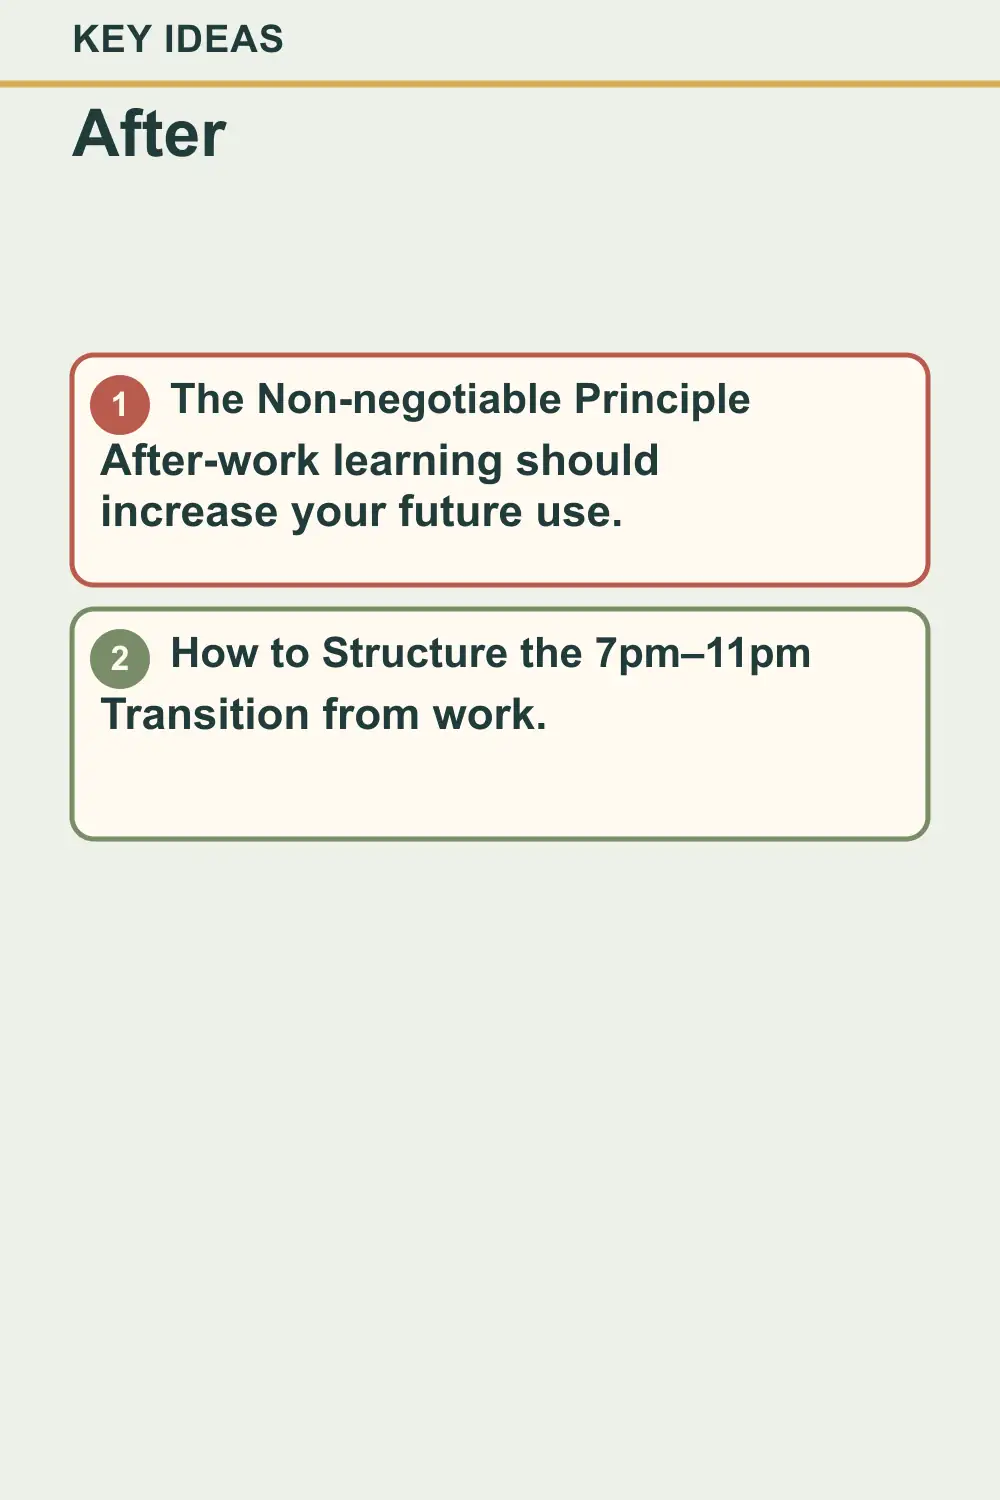 KEY IDEAS
After
1 The Non-negotiable Principle
After-work learning should
increase your future use.
2 How to Structure the 7pm–11pm
Transition from work.